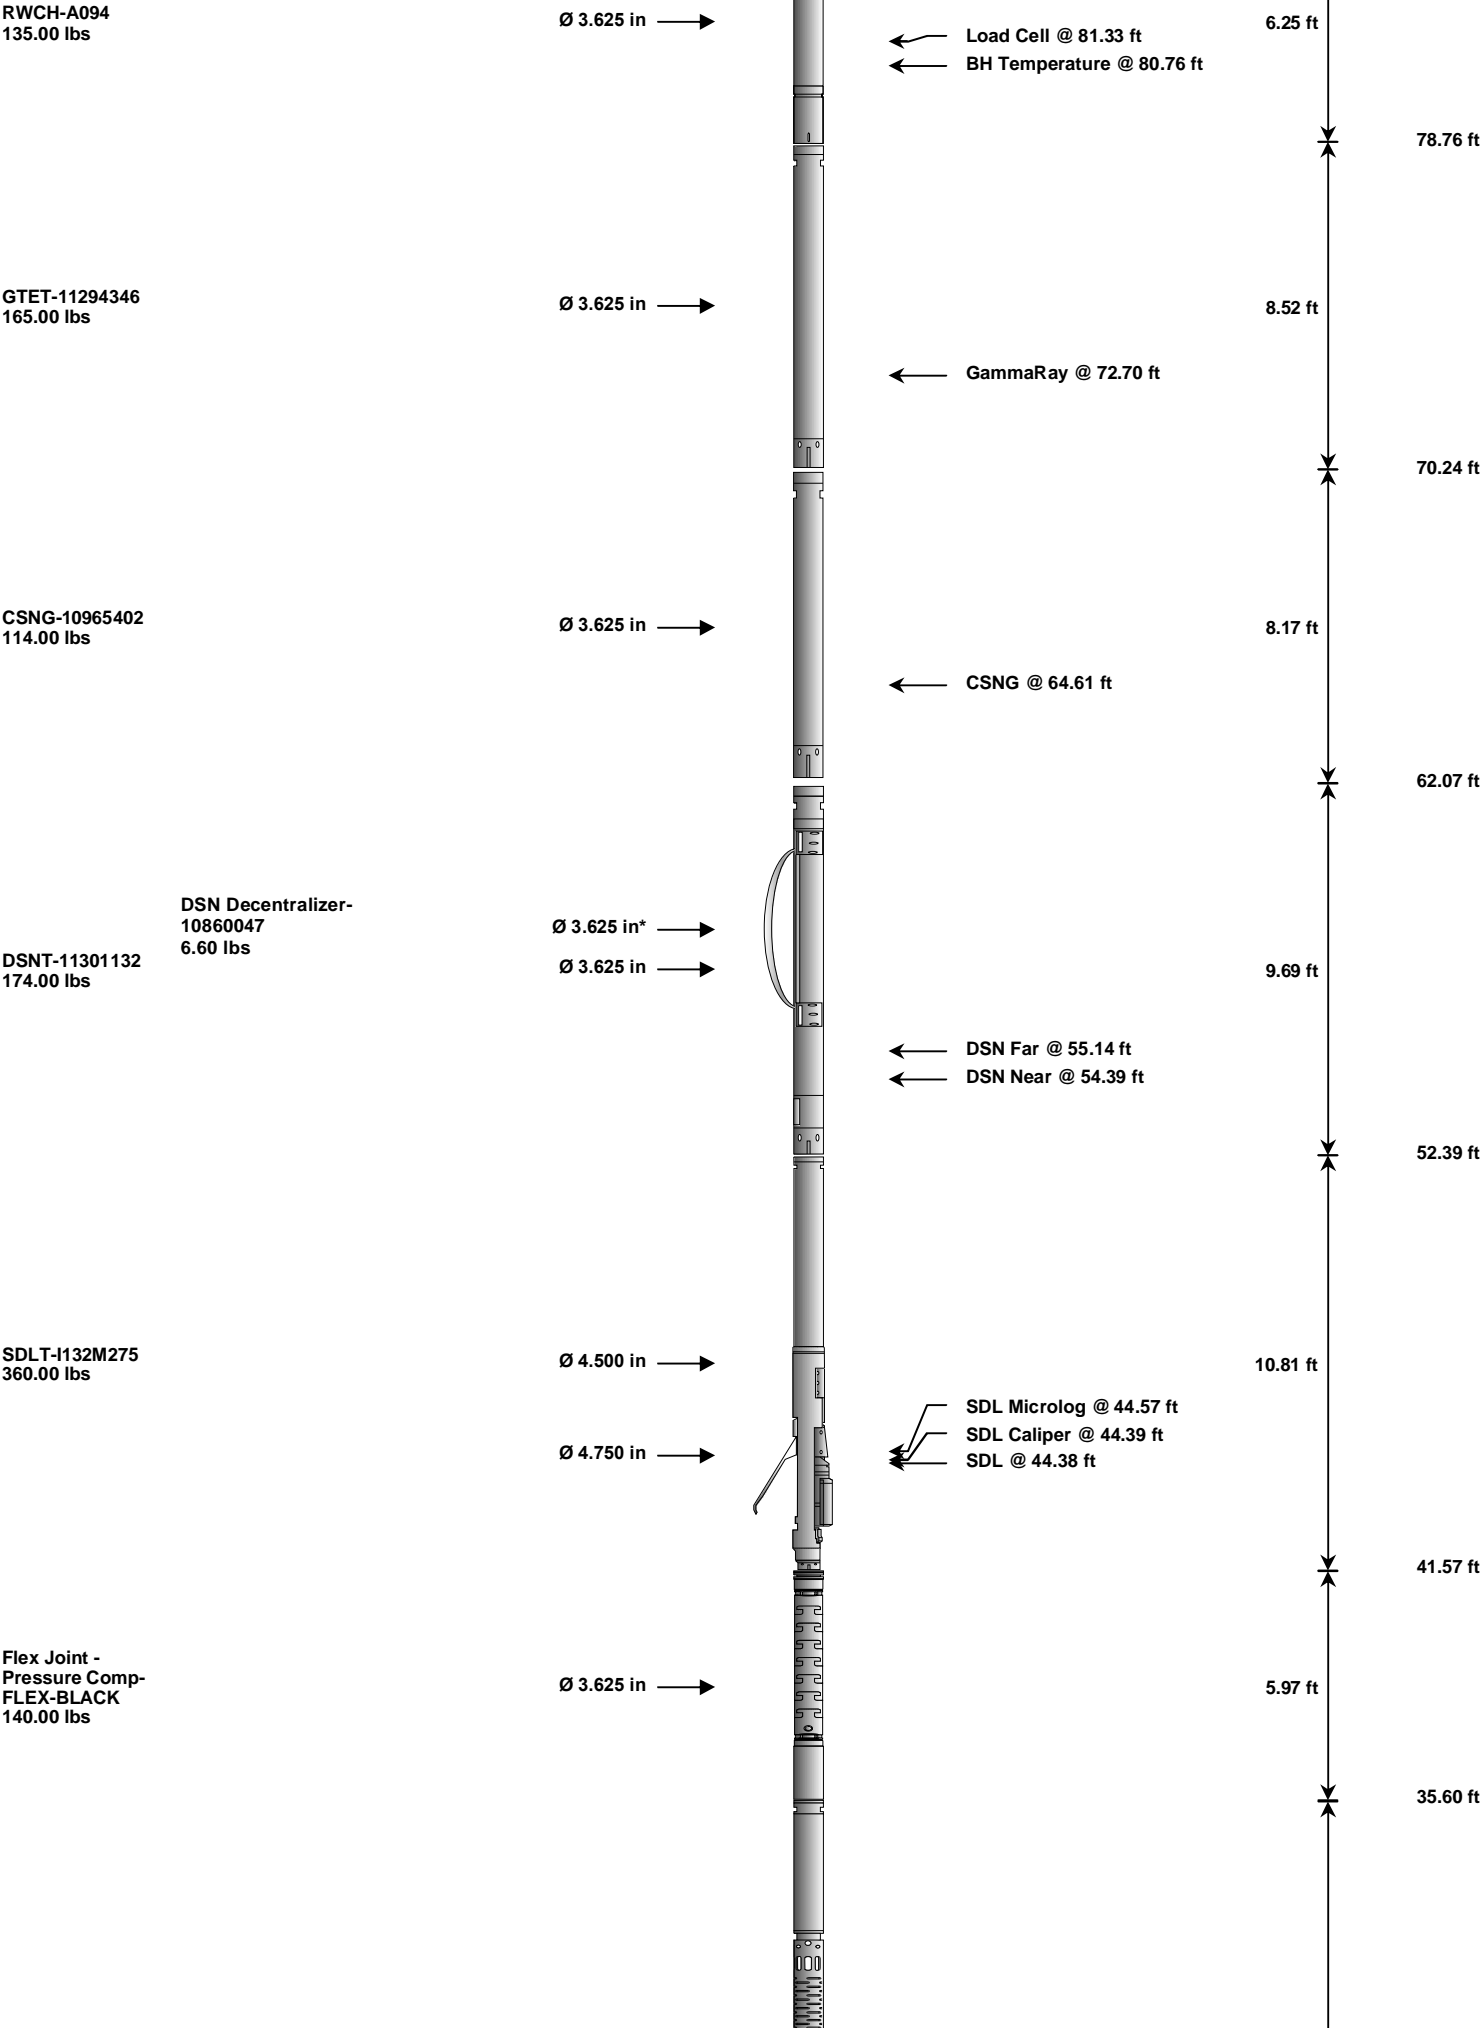 RWCH-A094
135.00 lbs
Ø 3.625 in
6.25 ft
Load Cell @ 81.33 ft
BH Temperature @ 80.76 ft
78.76 ft
GTET-11294346
165.00 lbs
Ø 3.625 in
8.52 ft
GammaRay @ 72.70 ft
70.24 ft
CSNG-10965402
114.00 lbs
Ø 3.625 in
8.17 ft
CSNG @ 64.61 ft
62.07 ft
DSN Decentralizer-
10860047
6.60 lbs
Ø 3.625 in*
DSNT-11301132
174.00 lbs
Ø 3.625 in
9.69 ft
DSN Far @ 55.14 ft
DSN Near @ 54.39 ft
52.39 ft
SDLT-I132M275
360.00 lbs
Ø 4.500 in
10.81 ft
SDL Microlog @ 44.57 ft
SDL Caliper @ 44.39 ft
Ø 4.750 in
SDL @ 44.38 ft
41.57 ft
Flex Joint -
Pressure Comp-
FLEX-BLACK
140.00 lbs
Ø 3.625 in
5.97 ft
35.60 ft